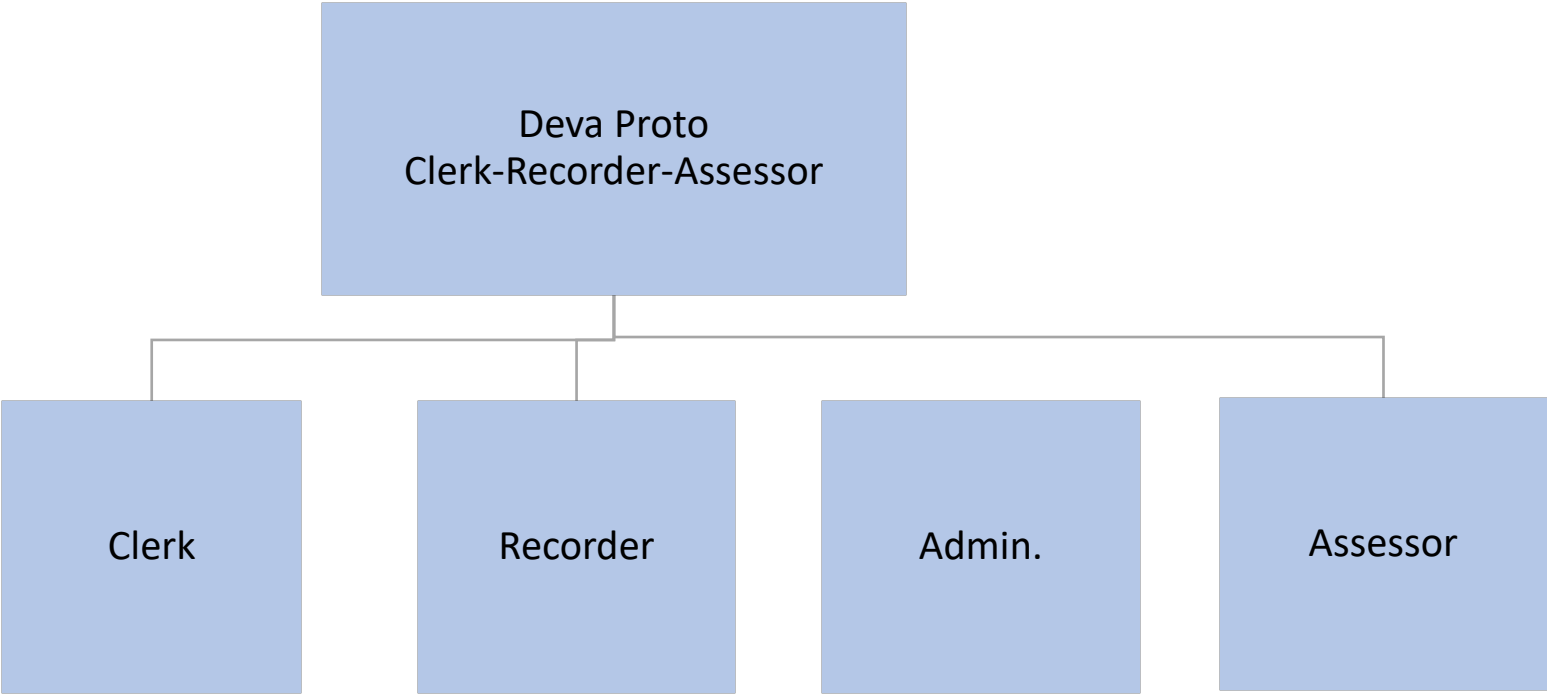 Deva Proto
Clerk-Recorder-Assessor
Clerk
Recorder
Admin.
Assessor